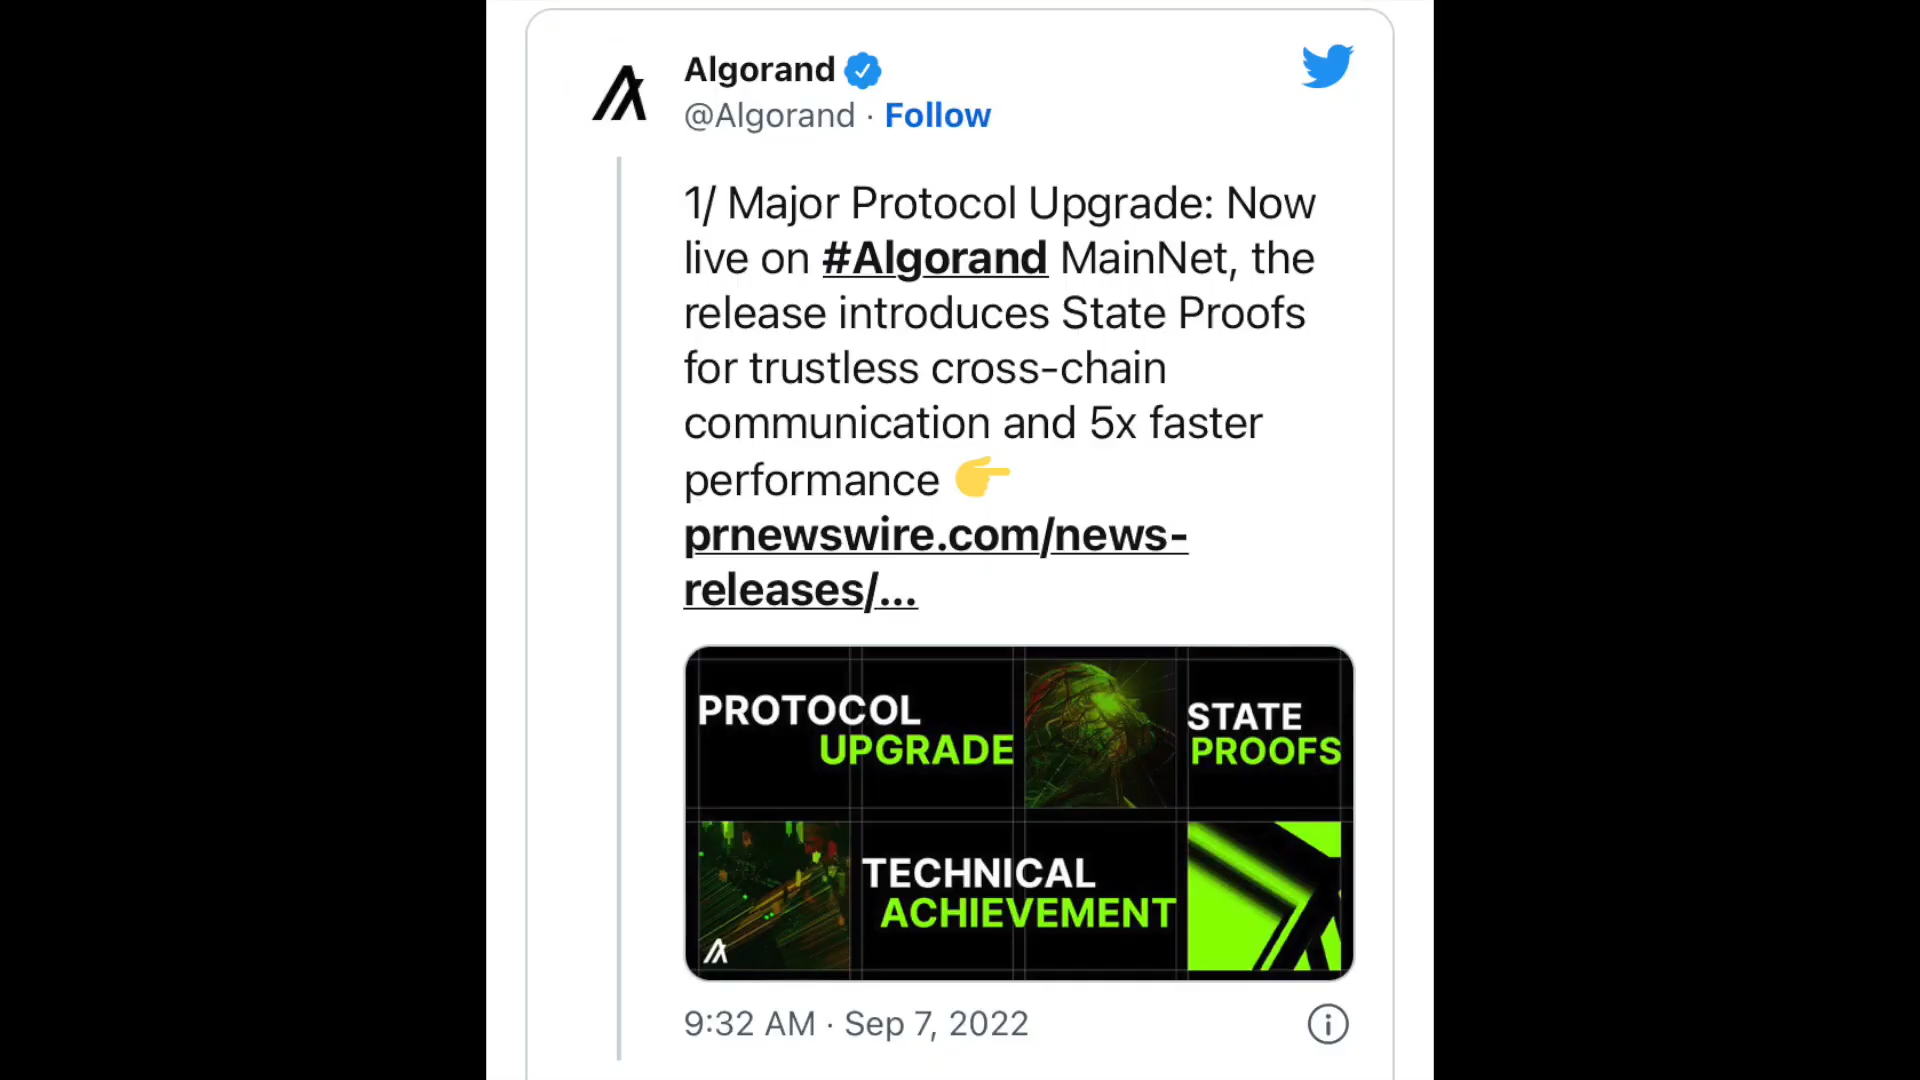 Algorand
@Algorand · Follow
1/ Major Protocol Upgrade: Now
live on #Algorand MainNet, the
release introduces State Proofs
for trustless cross-chain
communication and 5x faster
performance 👉
prnewswire.com/news-
releases/...
PROTOCOL
UPGRADE
STATE
PROOFS
TECHNICAL
ACHIEVEMENT
9:32 AM · Sep 7, 2022